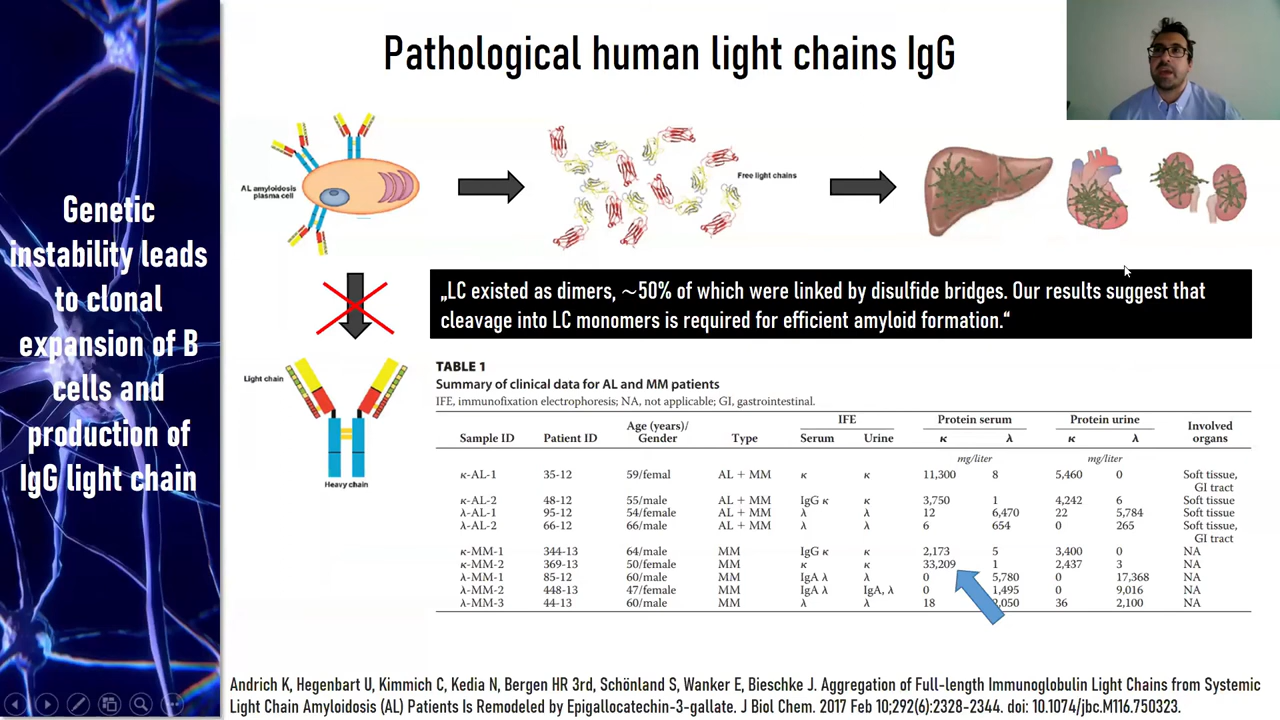 Pathological human light chains IgG
Genetic
instability leads
to clonal
expansion of B
cells and
production of
IgG light chain
AL amyloidosis
plasma cell
Free light chains
„LC existed as dimers, ~50% of which were linked by disulfide bridges. Our results suggest that
cleavage into LC monomers is required for efficient amyloid formation.“
Light chain
Heavy chain
TABLE 1
Summary of clinical data for AL and MM patients
IFE, immunofixation electrophoresis; NA, not applicable; GI, gastrointestinal.
Sample ID Patient ID Age (years)/ Gender Type IFE Serum Urine Protein serum κ λ Protein urine κ λ Involved organs
mg/liter mg/liter
κ-AL-1 35-12 59/female AL + MM κ κ 11,300 8 5,460 0 Soft tissue,
GI tract
κ-AL-2 48-12 55/male AL + MM IgG κ κ 3,750 1 4,242 6 Soft tissue
λ-AL-1 95-12 54/female AL + MM λ λ 12 6,470 22 5,784 Soft tissue
λ-AL-2 66-12 66/male AL + MM λ λ 6 654 0 265 Soft tissue,
GI tract
κ-MM-1 344-13 64/male MM IgG κ κ 2,173 5 3,400 0 NA
κ-MM-2 369-13 50/female MM κ κ 33,209 1 2,437 3 NA
λ-MM-1 85-12 60/male MM IgA λ λ 0 5,780 0 17,368 NA
λ-MM-2 448-13 47/female MM IgA λ IgA, λ 0 1,495 0 9,016 NA
λ-MM-3 44-13 60/male MM λ λ 18 36 2,100 NA
Andrich K, Hegenbart U, Kimmich C, Kedia N, Bergen HR 3rd, Schönland S, Wanker E, Bieschke J. Aggregation of Full-length Immunoglobulin Light Chains from Systemic
Light Chain Amyloidosis (AL) Patients Is Remodeled by Epigallocatechin-3-gallate. J Biol Chem. 2017 Feb 10;292(6):2328-2344. doi: 10.1074/jbc.M116.750323.